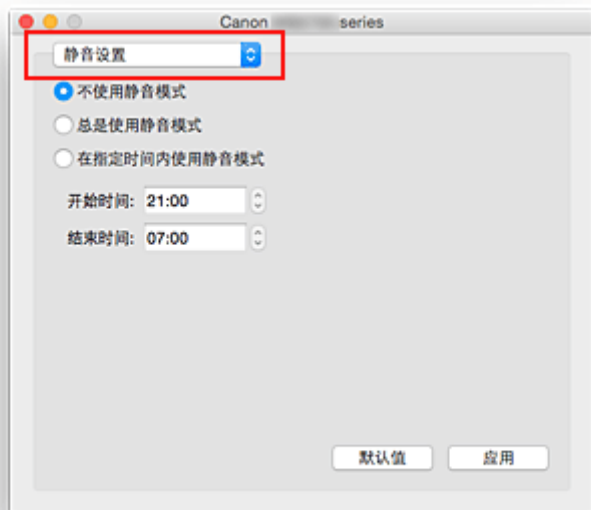 Canon series
静音设置
不使用静音模式
总是使用静音模式
在指定时间内使用静音模式
开始时间: 21:00
结束时间: 07:00
默认值 应用